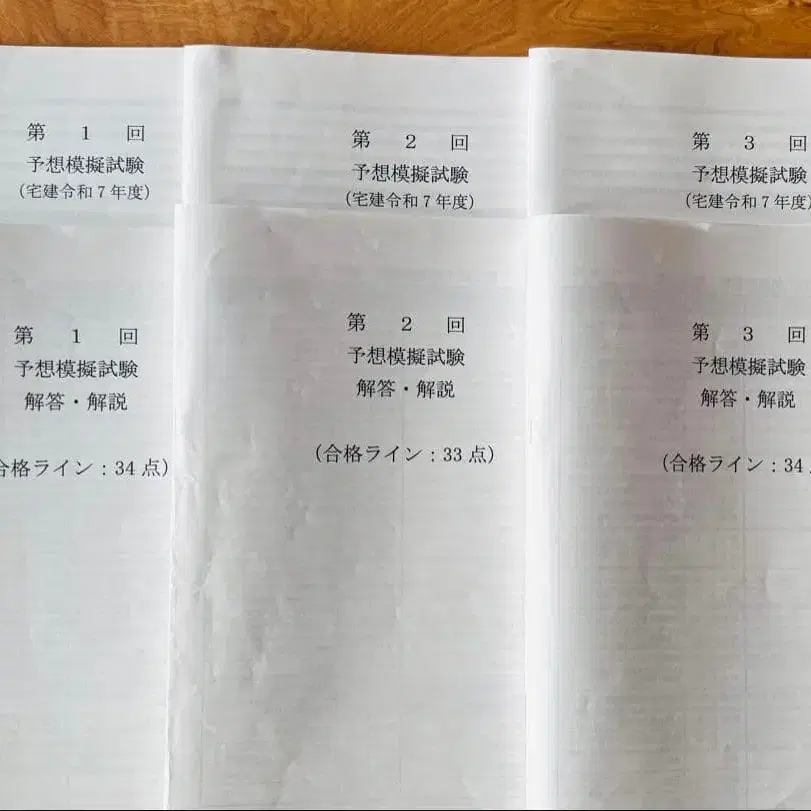 第 1 回
予想模擬試験
(宅建令和7年度)
第 2 回
予想模擬試験
(宅建令和7年度)
第 3 回
予想模擬試験
(宅建令和7年度)
第 1 回
予想模擬試験
解答・解説
合格ライン：34点)
第 2 回
予想模擬試験
解答・解説
(合格ライン：33点)
第 3 回
予想模擬試験
解答・解説
(合格ライン：34